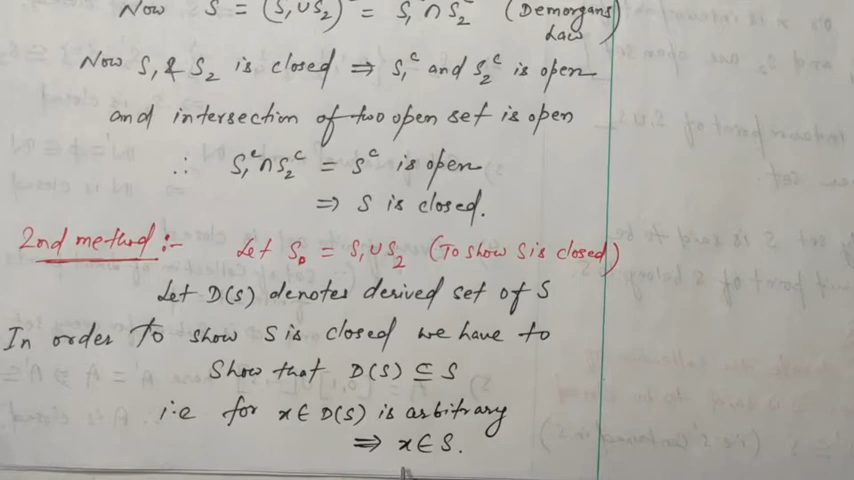 Now S = (S₁∪S₂)ᶜ = S₁ᶜ∩S₂ᶜ (Demorgans Law)
Now S₁ & S₂ is closed ⇒ S₁ᶜ and S₂ᶜ is open
and intersection of two open set is open
∴ S₁ᶜ∩S₂ᶜ = Sᶜ is open
⇒ S is closed.
2nd method:- Let S = S₁∪S₂ (To show S is closed)
Let D(S) denotes derived set of S
In order To show S is closed we have to
Show that D(S) ⊆ S
i.e for x∈D(S) is arbitrary
⇒ x∈S.